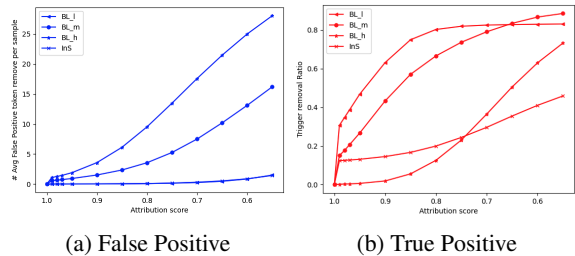 BL_l
BL_m
BL_h
InS
# Avg False Positive token remove per sample
30
25
20
15
10
5
0
1.0
0.9
0.8
0.7
0.6
Attribution score
(a) False Positive
BL_l
BL_m
BL_h
InS
Trigger removal Ratio
0.8
0.6
0.4
0.2
0.0
1.0
0.9
0.8
0.7
0.6
Attribution score
(b) True Positive